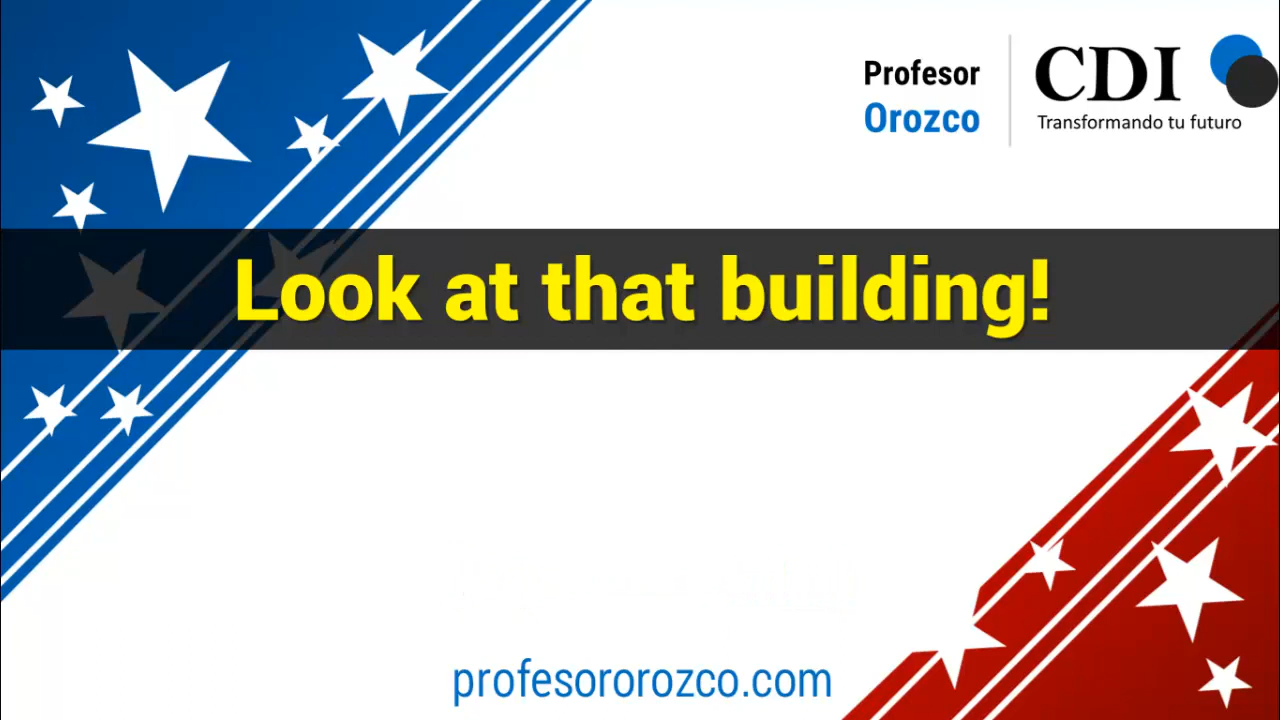 Profesor
Orozco
CDI
Transformando tu futuro
Look at that building!
profesororozco.com